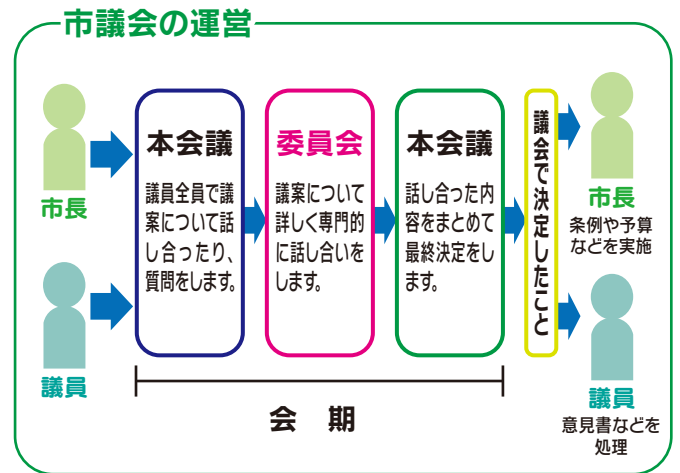 市議会の運営
市長
議員
本会議
議員全員で議
案について話
し合ったり、
質問をします。
委員会
議案について
詳しく専門的
に話し合いを
します。
本会議
話し合った内
容をまとめて
最終決定をし
ます。
議会で決定したこと
市長
条例や予算
などを実施
議員
意見書などを
処理
会 期